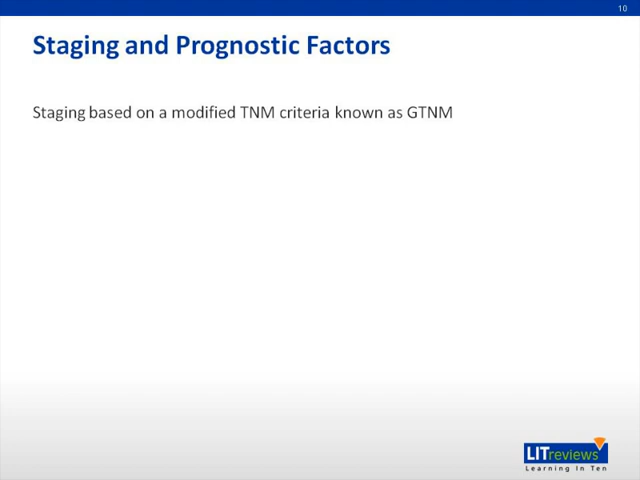 10
Staging and Prognostic Factors
Staging based on a modified TNM criteria known as GTNM
LITreviews
Learning In Ten